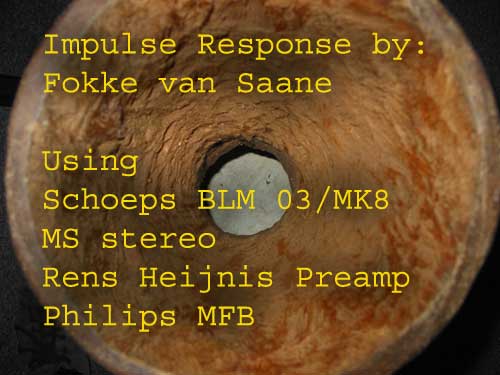 Impulse Response by:
Fokke van Saane
Using
Schoeps BLM 03/MK8
MS stereo
Rens Heijnis Preamp
Philips MFB